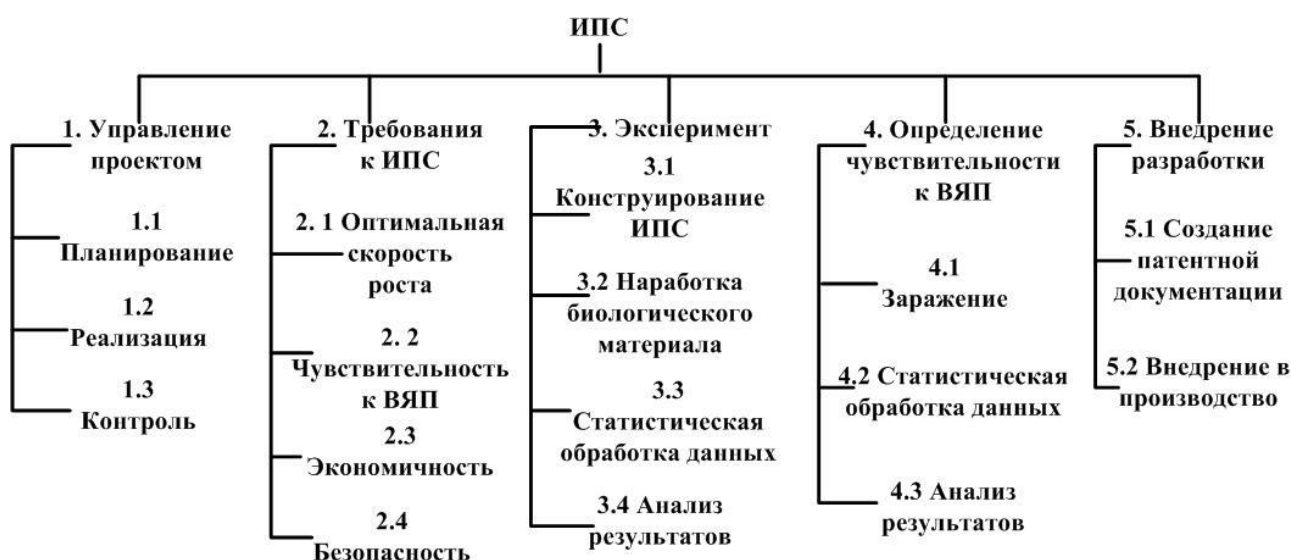 ИПС
1. Управление
проектом
1.1
Планирование
1.2
Реализация
1.3
Контроль
2. Требования
к ИПС
2. 1 Оптимальная
скорость
роста
2. 2
Чувствительность
к ВЯП
2.3
Экономичность
2.4
Безопасность
3. Эксперимент
3.1
Конструирование
ИПС
3.2 Наработка
биологического
материала
3.3
Статистическая
обработка данных
3.4 Анализ
результатов
4. Определение
чувствительности
к ВЯП
4.1
Заражение
4.2 Статистическая
обработка данных
4.3 Анализ
результатов
5. Внедрение
разработки
5.1 Создание
патентной
документации
5.2 Внедрение в
производство